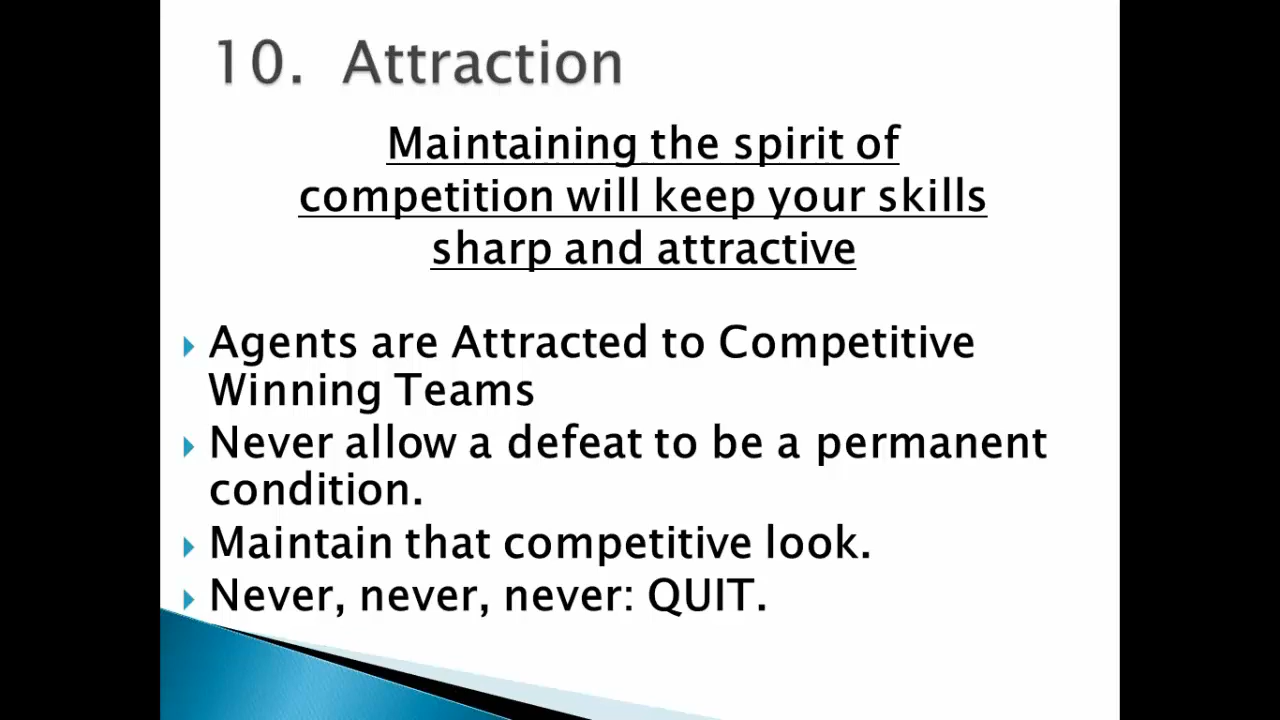 10. Attraction
Maintaining the spirit of
competition will keep your skills
sharp and attractive
Agents are Attracted to Competitive
Winning Teams
Never allow a defeat to be a permanent
condition.
Maintain that competitive look.
Never, never, never: QUIT.